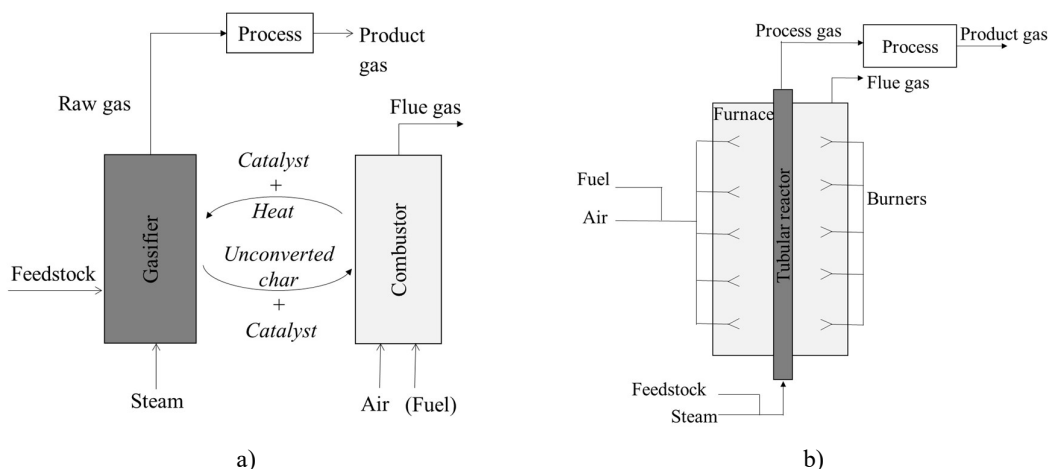 Process
Product
gas
Raw gas
Flue gas
Catalyst
+
Heat
Gasifier
Combustor
Feedstock
Unconverted
char
+
Catalyst
Steam
Air
(Fuel)
a)
Process gas
Process
Product gas
Flue gas
Furnace
Fuel
Air
Tubular reactor
Burners
Feedstock
Steam
b)